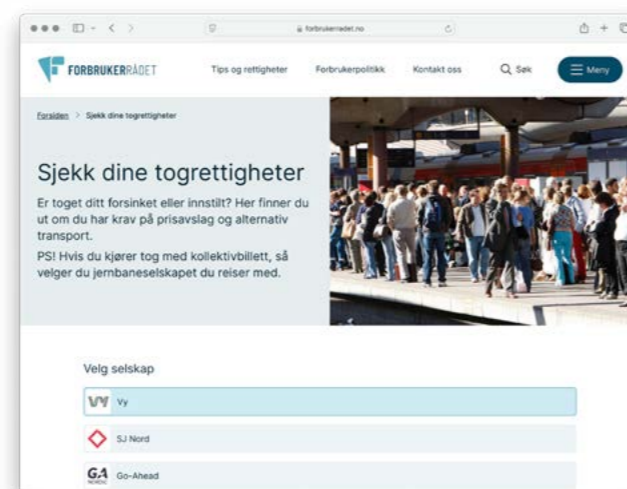 forbrukerradet.no
FORBRUKERRÅDET
Tips og rettigheter
Forbrukerpolitikk
Kontakt oss
Søk
Meny
Forsiden > Sjekk dine togrettigheter
Sjekk dine togrettigheter
Er toget ditt forsinket eller innstilt? Her finner du
ut om du har krav på prisavslag og alternativ
transport.
PS! Hvis du kjører tog med kollektivbillett, så
velger du jernbaneselskapet du reiser med.
Velg selskap
VY Vy
SJ Nord
GA NORDIC Go-Ahead